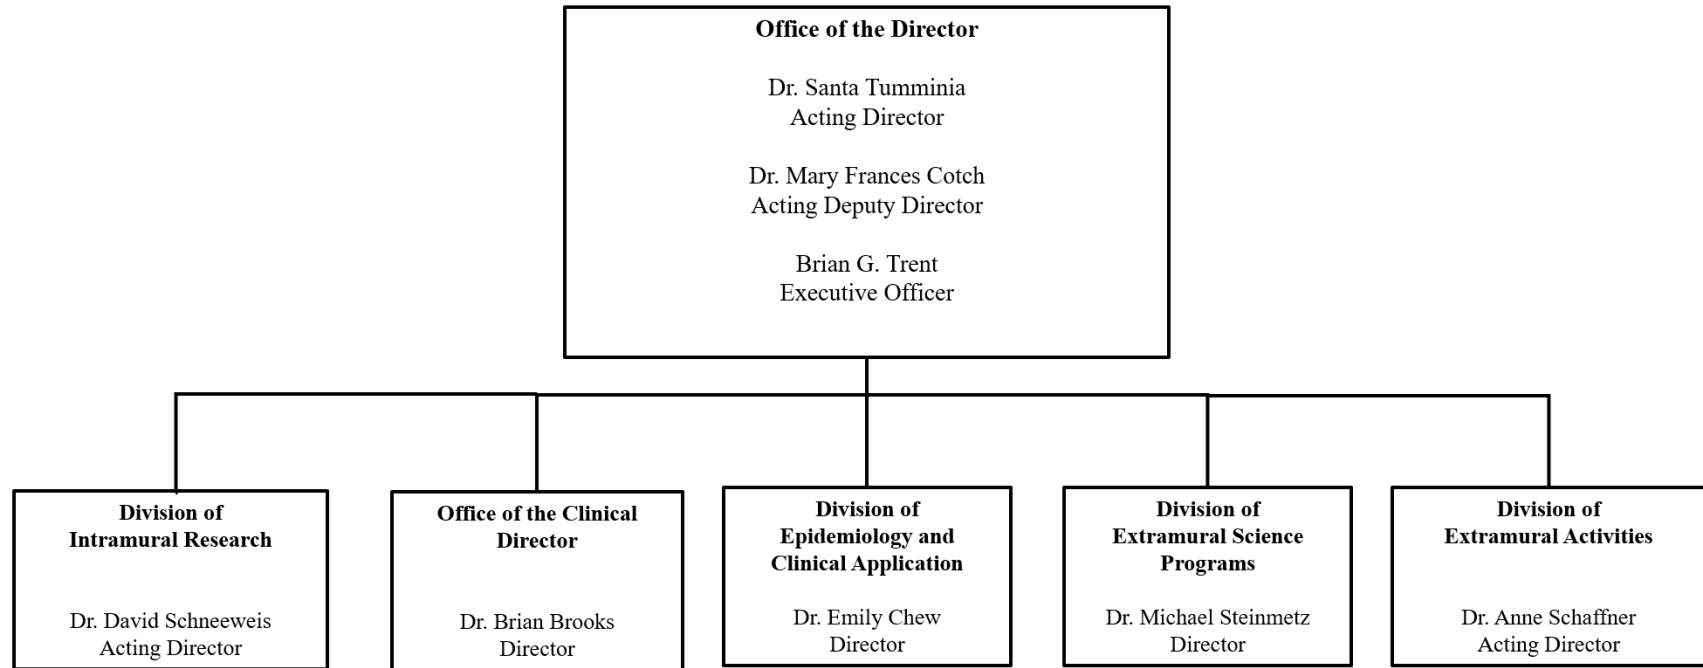 Office of the Director
Dr. Santa Tumminia
Acting Director
Dr. Mary Frances Cotch
Acting Deputy Director
Brian G. Trent
Executive Officer
Division of
Intramural Research
Dr. David Schneeweis
Acting Director
Office of the Clinical
Director
Dr. Brian Brooks
Director
Division of
Epidemiology and
Clinical Application
Dr. Emily Chew
Director
Division of
Extramural Science
Programs
Dr. Michael Steinmetz
Director
Division of
Extramural Activities
Dr. Anne Schaffner
Acting Director